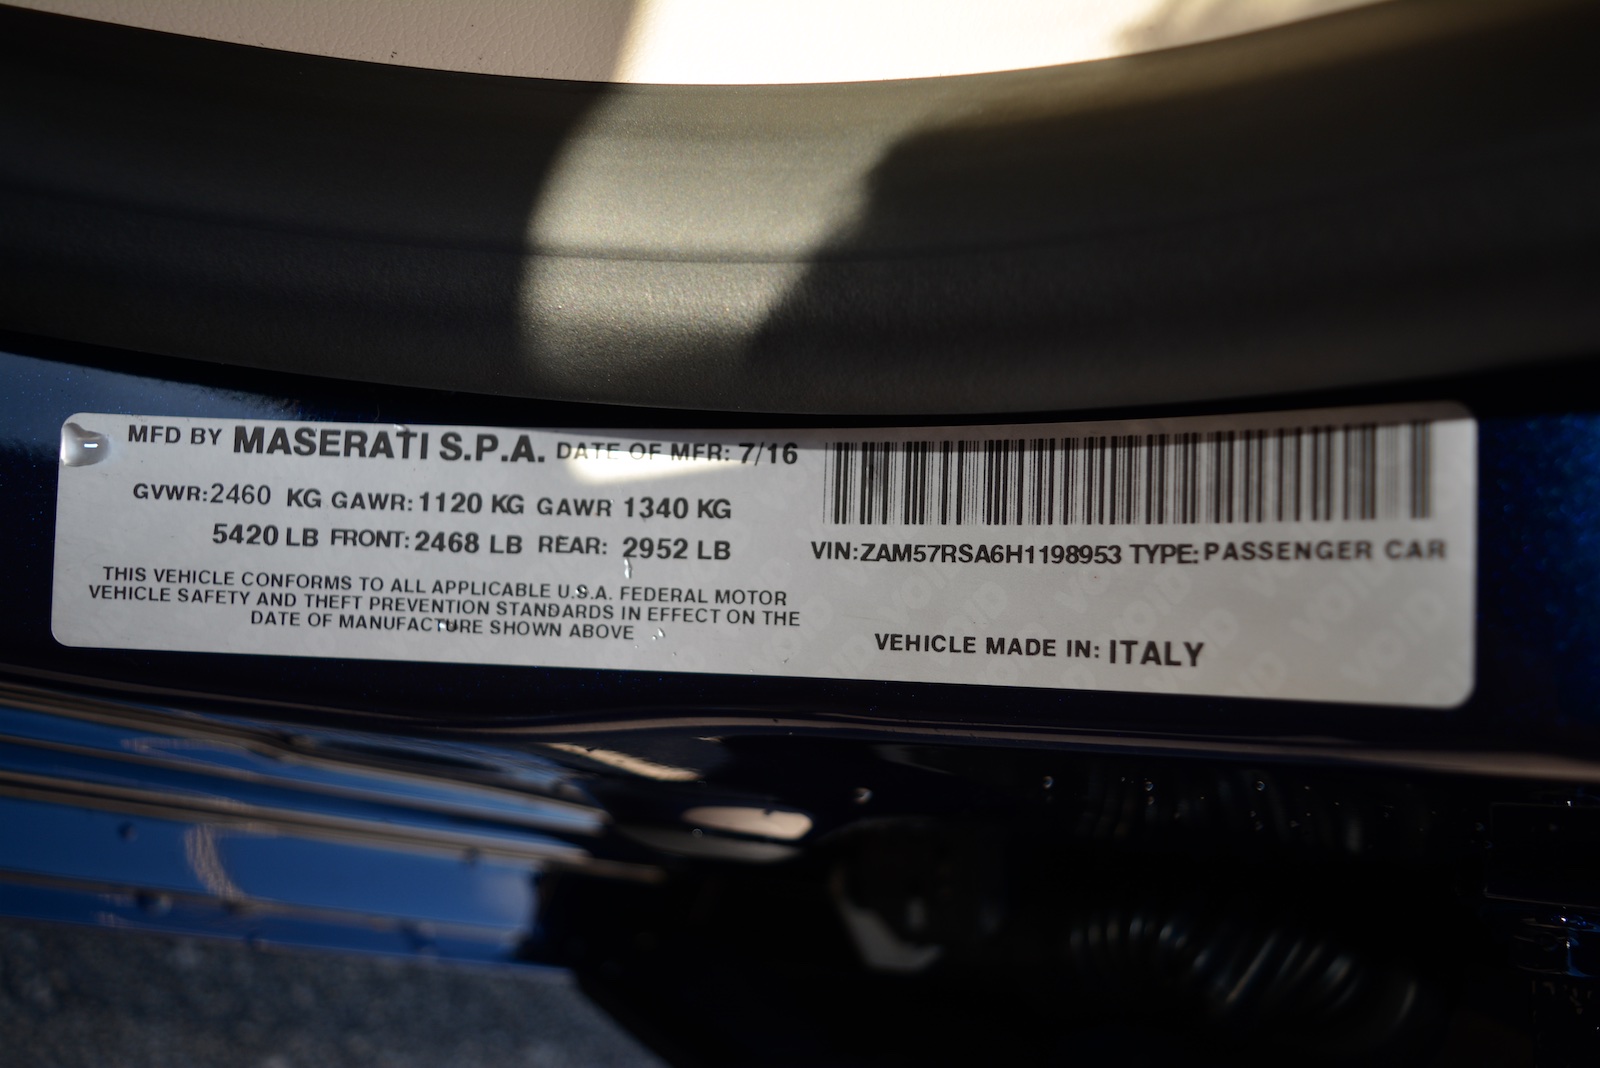 MFD BY MASERATI S.P.A. DATE OF MFR: 7/16
GVWR:2460 KG GAWR:1120 KG GAWR 1340 KG
5420 LB FRONT:2468 LB REAR: 2952 LB
THIS VEHICLE CONFORMS TO ALL APPLICABLE U.S.A. FEDERAL MOTOR
VEHICLE SAFETY AND THEFT PREVENTION STANDARDS IN EFFECT ON THE
DATE OF MANUFACTURE SHOWN ABOVE
VIN:ZAM57RSA6H1198953 TYPE:PASSENGER CAR
VEHICLE MADE IN: ITALY